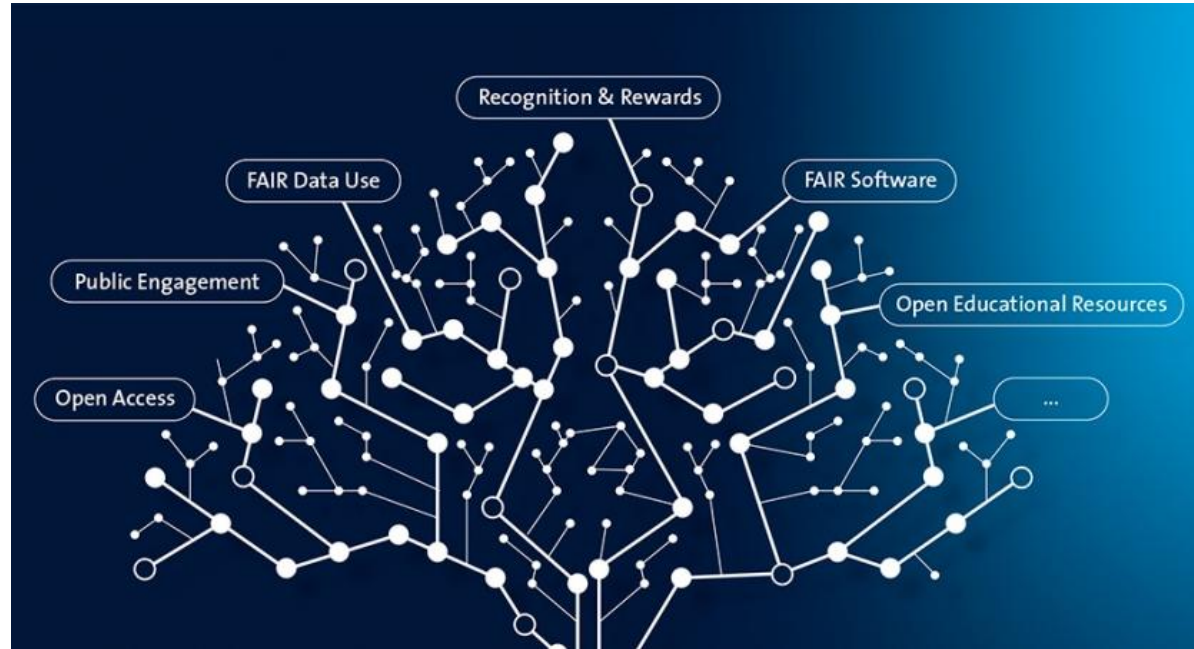 Recognition & Rewards
FAIR Data Use
FAIR Software
Public Engagement
Open Educational Resources
Open Access
...